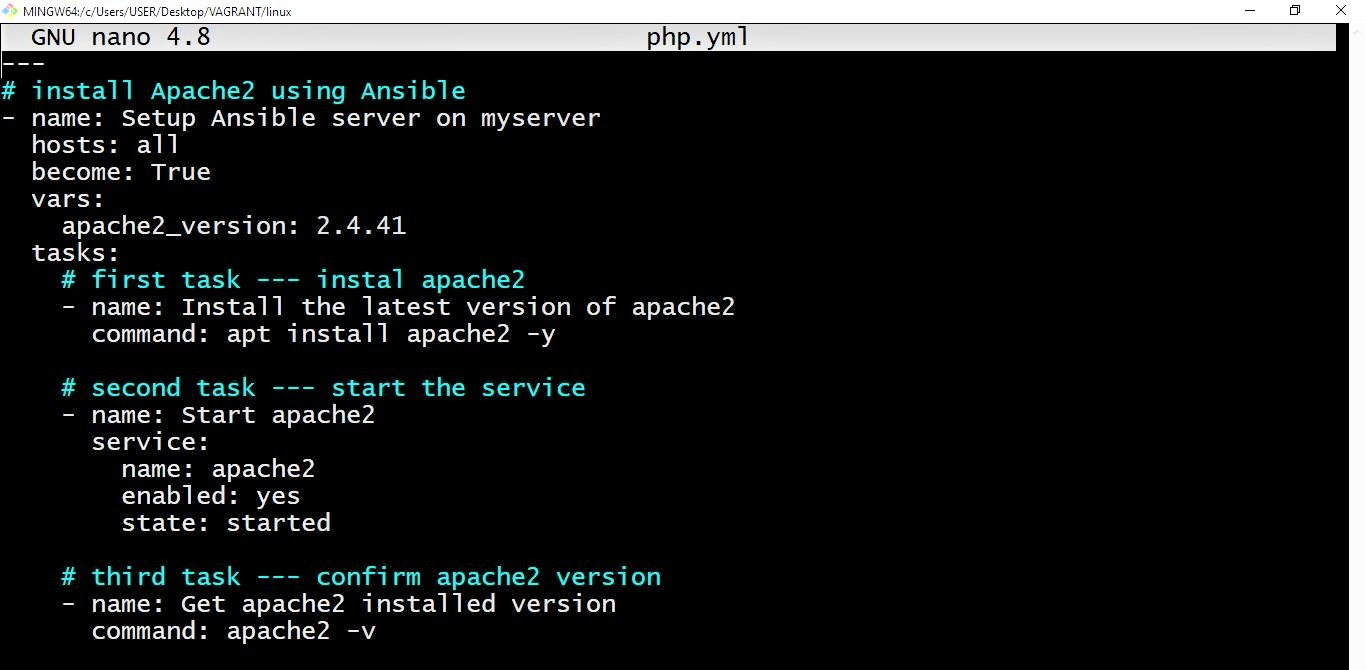 MINGW64:/c/Users/USER/Desktop/VAGRANT/linux
GNU nano 4.8 php.yml
---
# install Apache2 using Ansible
- name: Setup Ansible server on myserver
  hosts: all
  become: True
  vars:
    apache2_version: 2.4.41
  tasks:
    # first task --- instal apache2
    - name: Install the latest version of apache2
      command: apt install apache2 -y

    # second task --- start the service
    - name: Start apache2
      service:
        name: apache2
        enabled: yes
        state: started

    # third task --- confirm apache2 version
    - name: Get apache2 installed version
      command: apache2 -v